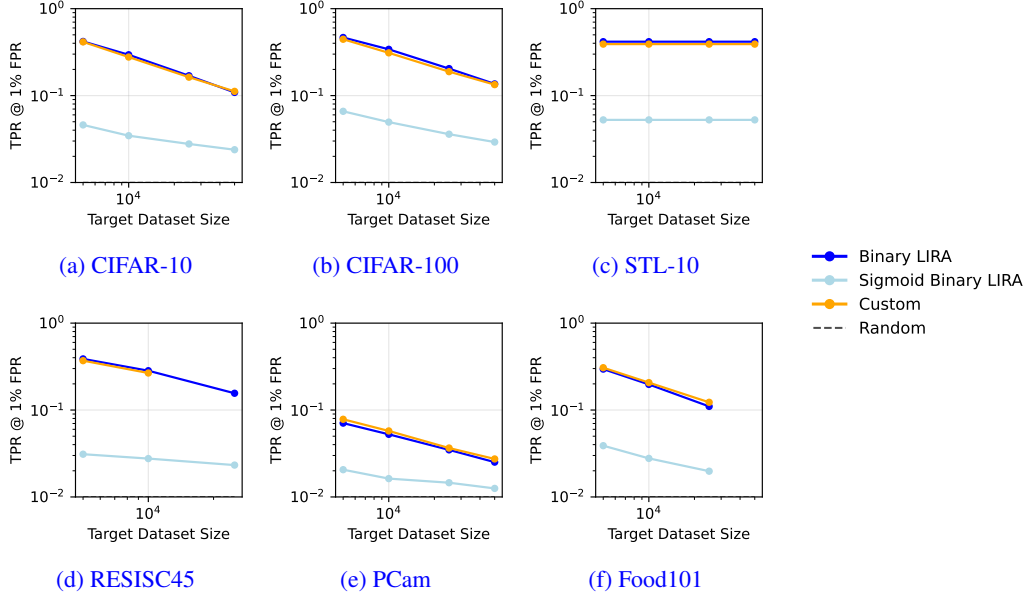 10⁰
10⁻¹
10⁻²
TPR @ 1% FPR
10⁴
Target Dataset Size
(a) CIFAR-10
10⁰
10⁻¹
10⁻²
TPR @ 1% FPR
10⁴
Target Dataset Size
(b) CIFAR-100
10⁰
10⁻¹
10⁻²
TPR @ 1% FPR
10⁴
Target Dataset Size
(c) STL-10
Binary LIRA
Sigmoid Binary LIRA
Custom
Random
10⁰
10⁻¹
10⁻²
TPR @ 1% FPR
10⁴
Target Dataset Size
(d) RESISC45
10⁰
10⁻¹
10⁻²
TPR @ 1% FPR
10⁴
Target Dataset Size
(e) PCam
10⁰
10⁻¹
10⁻²
TPR @ 1% FPR
10⁴
Target Dataset Size
(f) Food101